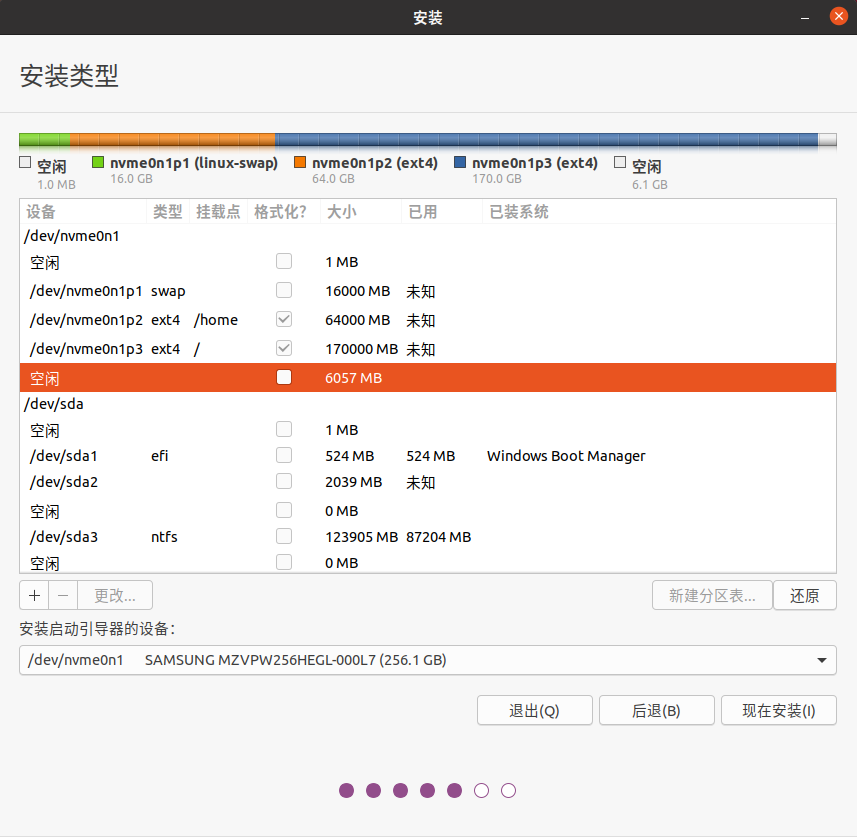 安装
安装类型
空闲 nvme0n1p1 (linux-swap) nvme0n1p2 (ext4) nvme0n1p3 (ext4) 空闲
1.0 MB 16.0 GB 64.0 GB 170.0 GB 6.1 GB
设备 类型 挂载点 格式化? 大小 已用 已装系统
/dev/nvme0n1
空闲 1 MB
/dev/nvme0n1p1 swap 16000 MB 未知
/dev/nvme0n1p2 ext4 /home 64000 MB 未知
/dev/nvme0n1p3 ext4 / 170000 MB 未知
空闲 6057 MB
/dev/sda
空闲 1 MB
/dev/sda1 efi 524 MB 524 MB Windows Boot Manager
/dev/sda2 2039 MB 未知
空闲 0 MB
/dev/sda3 ntfs 123905 MB 87204 MB
空闲 0 MB
+ − 更改... 新建分区表... 还原
安装启动引导器的设备:
/dev/nvme0n1 SAMSUNG MZVPW256HEGL-000L7 (256.1 GB)
退出(Q) 后退(B) 现在安装(I)